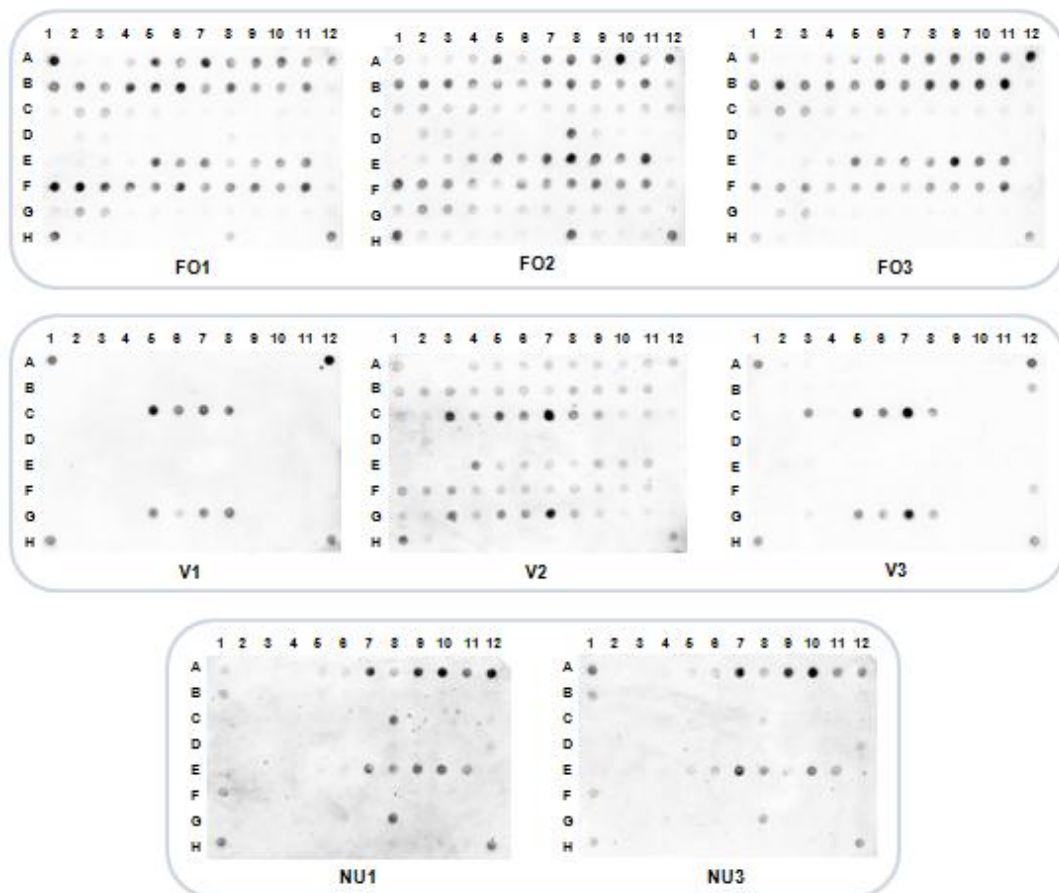 1 2 3 4 5 6 7 8 9 10 11 12 1 2 3 4 5 6 7 8 9 10 11 12 1 2 3 4 5 6 7 8 9 10 11 12
A A A
B B B
C C C
D D D
E E E
F F F
G G G
H H H
FO1 FO2 FO3
1 2 3 4 5 6 7 8 9 10 11 12 1 2 3 4 5 6 7 8 9 10 11 12 1 2 3 4 5 6 7 8 9 10 11 12
A A A
B B B
C C C
D D D
E E E
F F F
G G G
H H H
V1 V2 V3
1 2 3 4 5 6 7 8 9 10 11 12 1 2 3 4 5 6 7 8 9 10 11 12
A A
B B
C C
D D
E E
F F
G G
H H
NU1 NU3